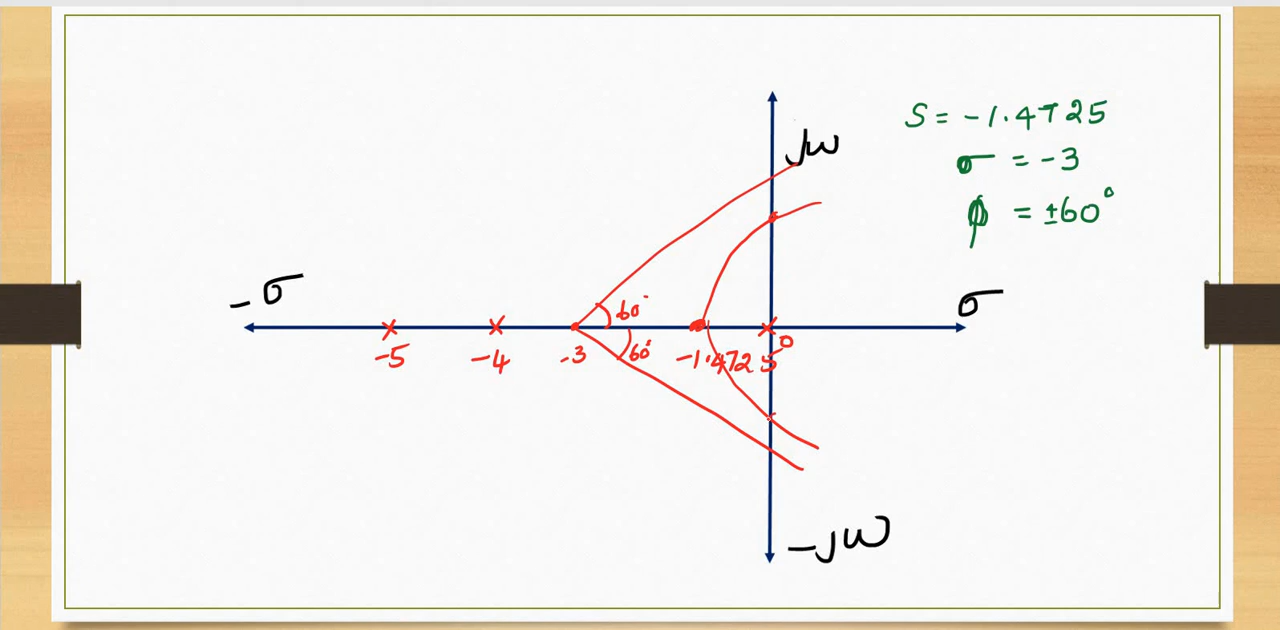 jω
S = -1.4725
σ = -3
ϕ = ±60°
-σ
σ
60°
-5
-4
-3
60°
-1.4725
0
-jω